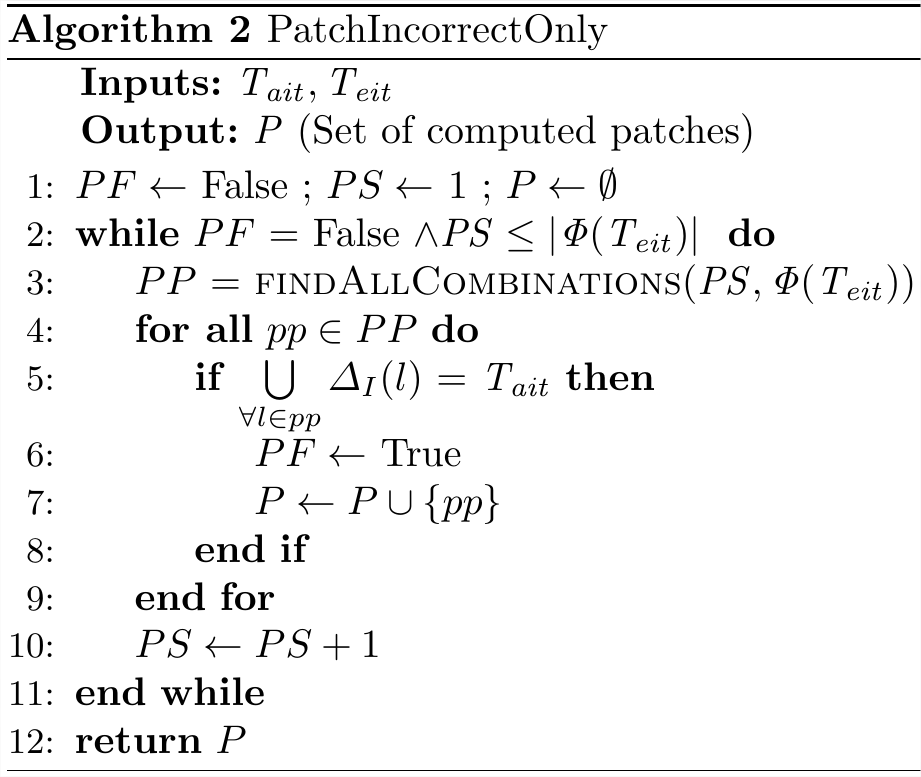 Algorithm 2 PatchIncorrectOnly
Inputs: T_ait, T_eit
Output: P (Set of computed patches)
1: PF ← False ; PS ← 1 ; P ← ∅
2: while PF = False ∧PS ≤ |Φ(T_eit)| do
3: PP = FINDALLCOMBINATIONS(PS, Φ(T_eit))
4: for all pp ∈ PP do
5: if ⋃_{∀l∈pp} Δ_I(l) = T_ait then
6: PF ← True
7: P ← P ∪ {pp}
8: end if
9: end for
10: PS ← PS + 1
11: end while
12: return P